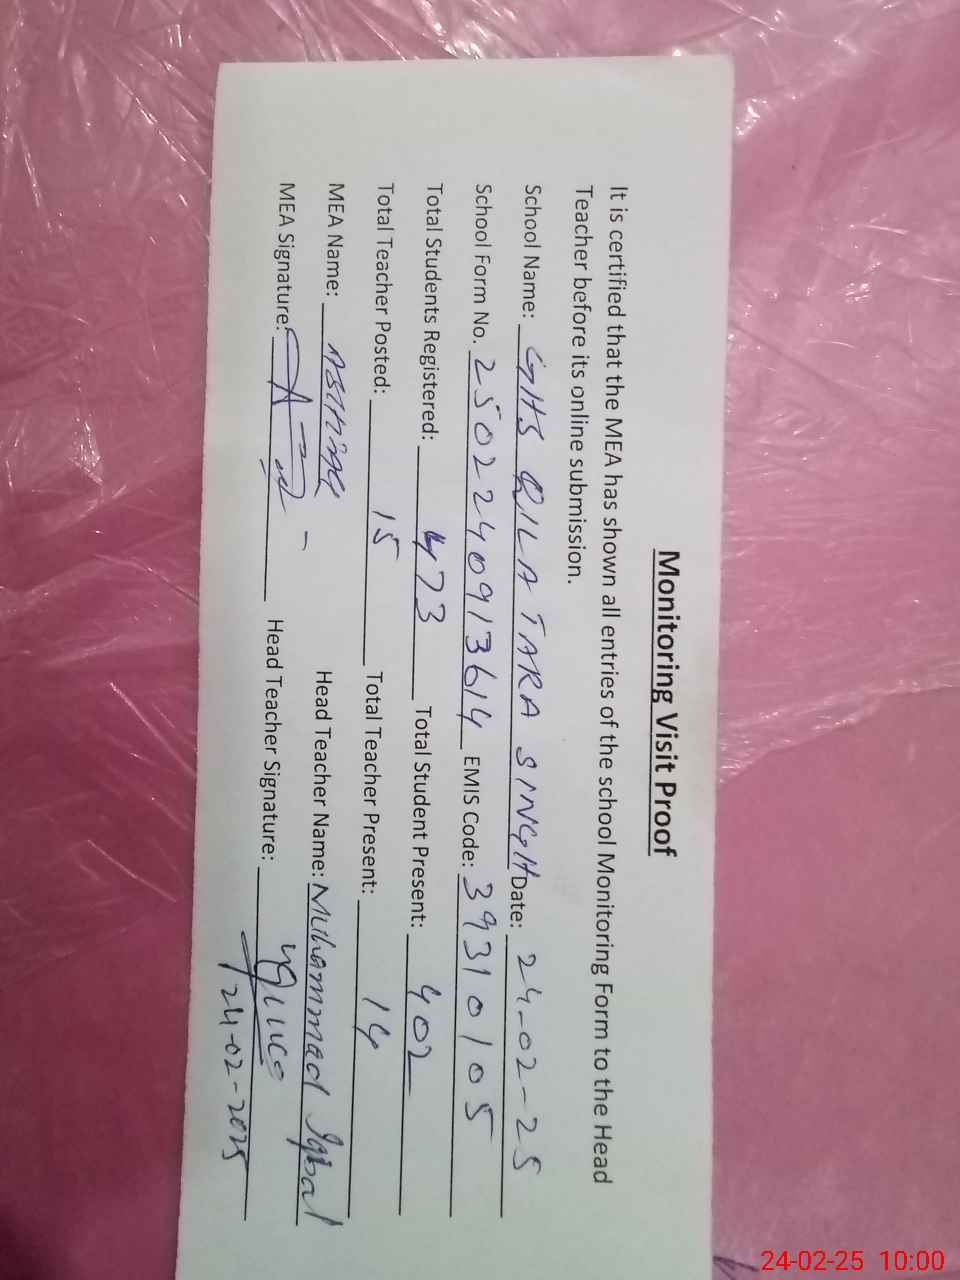 Monitoring Visit Proof
It is certified that the MEA has shown all entries of the school Monitoring Form to the Head
Teacher before its online submission.
School Name: GHS QILA TARA SINGH Date: 24-02-25
School Form No. 2502240913614 EMIS Code: 39310105
Total Students Registered: 473 Total Student Present: 402
Total Teacher Posted: 15 Total Teacher Present: 14
MEA Name: Head Teacher Name: Muhammad Iqbal
MEA Signature: Head Teacher Signature:
24-02-2025
24-02-25 10:00